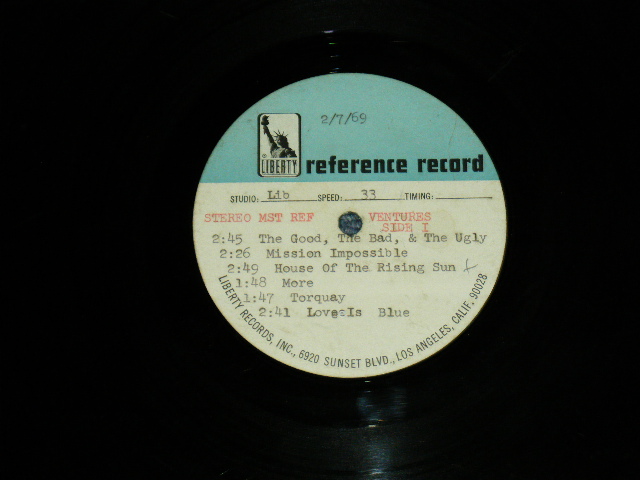 2/7/69
LIBERTY
reference record
STUDIO: Lib SPEED: 33 TIMING:
STEREO MST REF VENTURES
SIDE I
2:45 The Good, The Bad, & The Ugly
2:26 Mission Impossible
2:49 House Of The Rising Sun
1:48 More
1:47 Torquay
2:41 Love Is Blue
LIBERTY RECORDS, INC., 6920 SUNSET BLVD., LOS ANGELES, CALIF. 90028